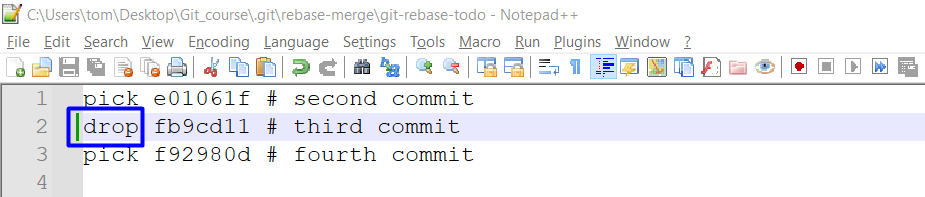 C:\Users\tom\Desktop\Git_course\.git\rebase-merge\git-rebase-todo - Notepad++
File Edit Search View Encoding Language Settings Tools Macro Run Plugins Window ?
1 pick e01061f # second commit
2 drop fb9cd11 # third commit
3 pick f92980d # fourth commit
4